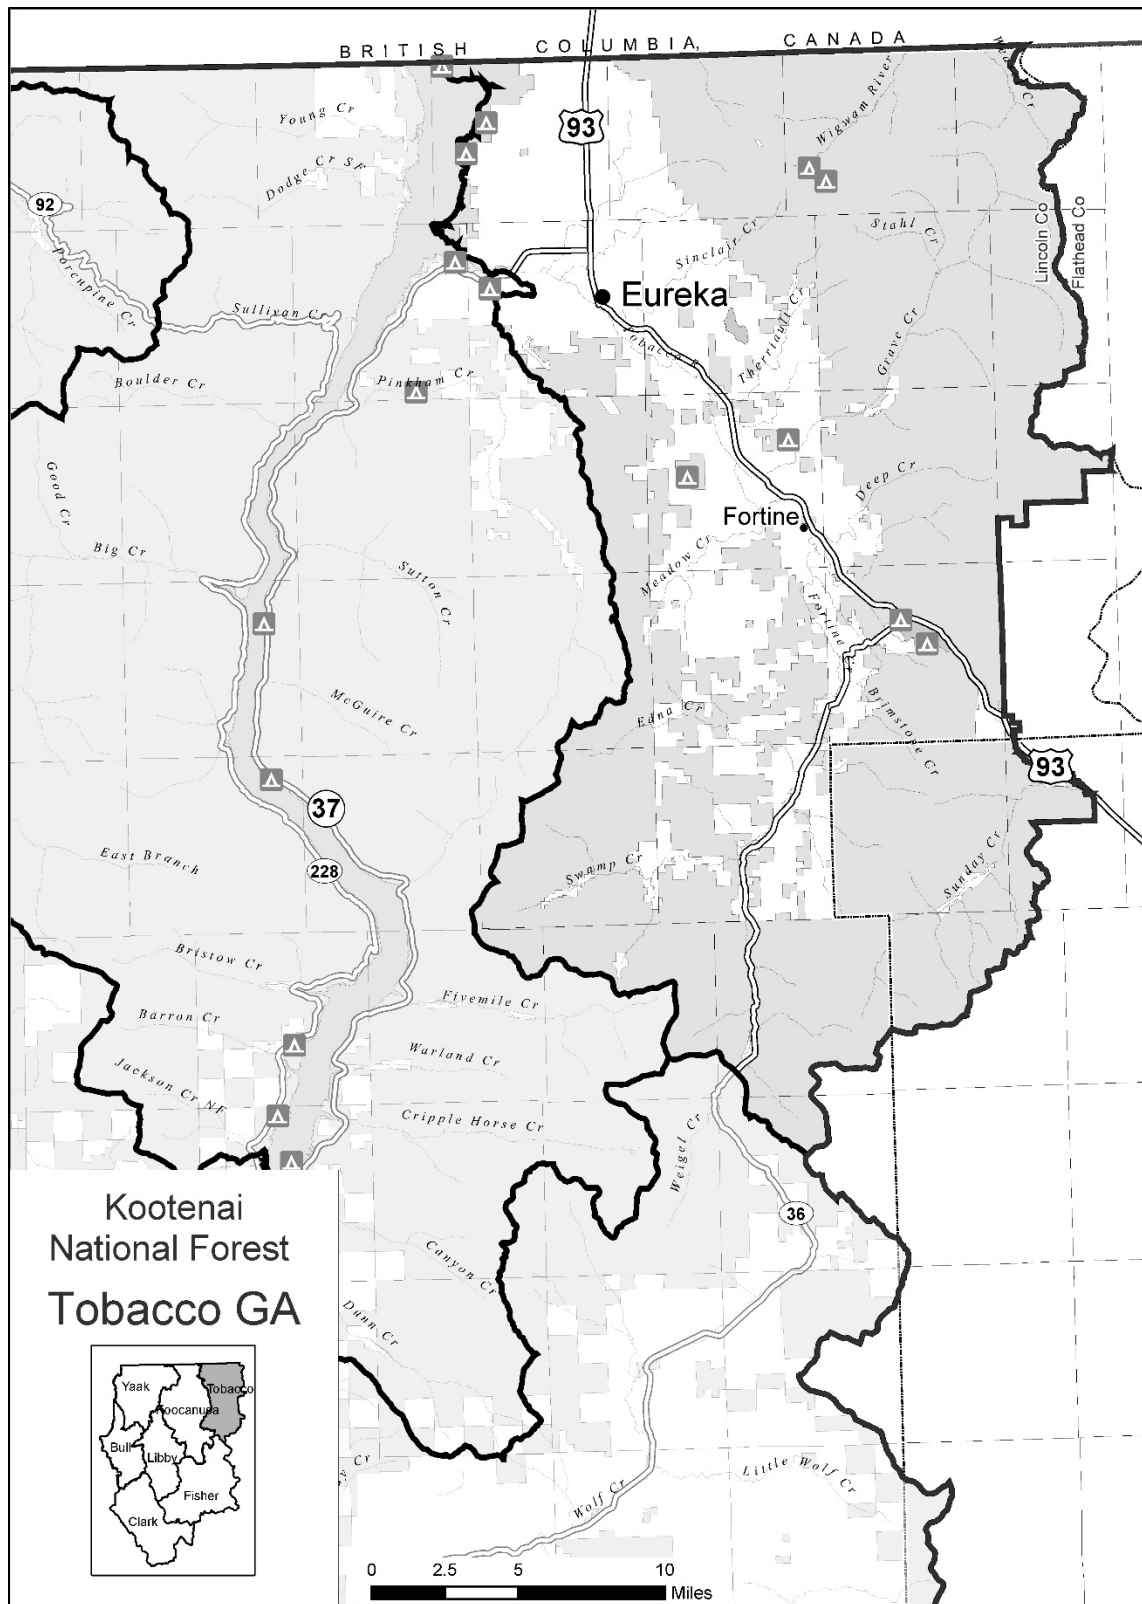 BRITISH COLUMBIA, CANADA
Young Cr
93
Wigwam River
Dodge Cr SF
92
Porcupine Cr
Sinclair Cr
Stahl Cr
Lincoln Co
Flathead Co
Sullivan Cr
Eureka
Tobacco R
Therriault Cr
Grave Cr
Boulder Cr
Pinkham Cr
Good Cr
Deep Cr
Fortine
Big Cr
Meadow Cr
Sutton Cr
Fortine Cr
McGuire Cr
Edna Cr
Brimstone Cr
93
37
228
East Branch
Swamp Cr
Sunday Cr
Bristow Cr
Fivemile Cr
Barron Cr
Warland Cr
Jackson Cr NF
Cripple Horse Cr
Weigel Cr
36
Canyon Cr
Dunn Cr
Kootenai
National Forest
Tobacco GA
Yaak
Tobacco
Koocanusa
Bull
Libby
Fisher
Clark
Little Wolf Cr
Wolf Cr
0 2.5 5 10
Miles